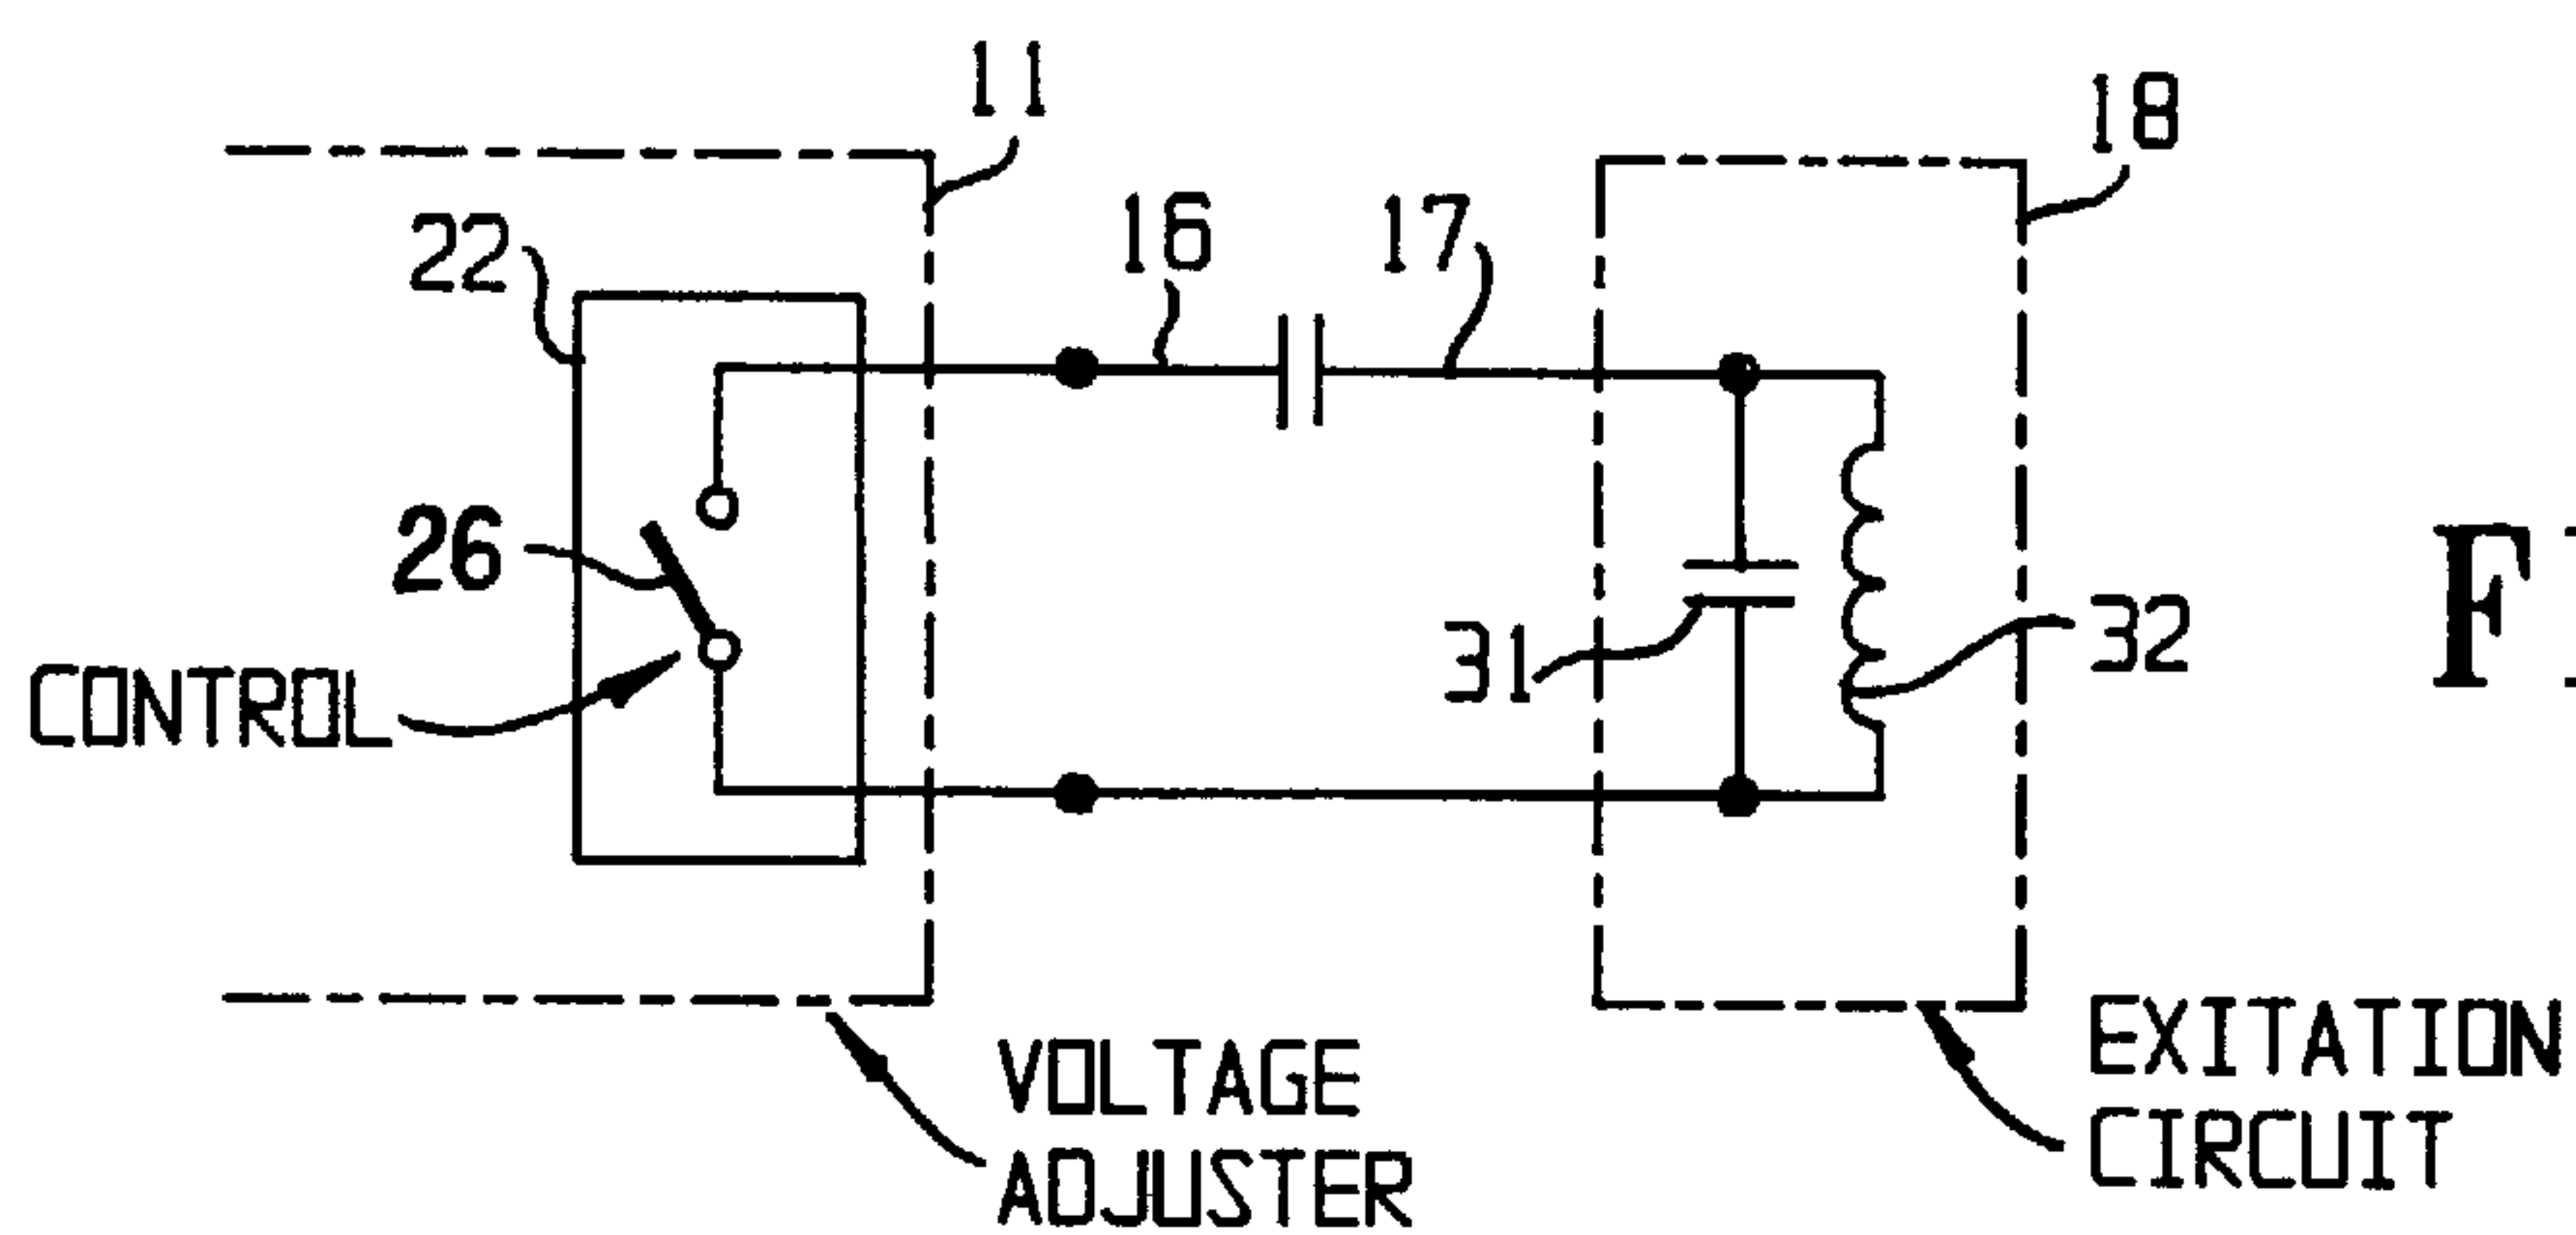 11
18
16
17
22
26
CONTROL
31
32
F
VOLTAGE
ADJUSTER
EXITATION
CIRCUIT